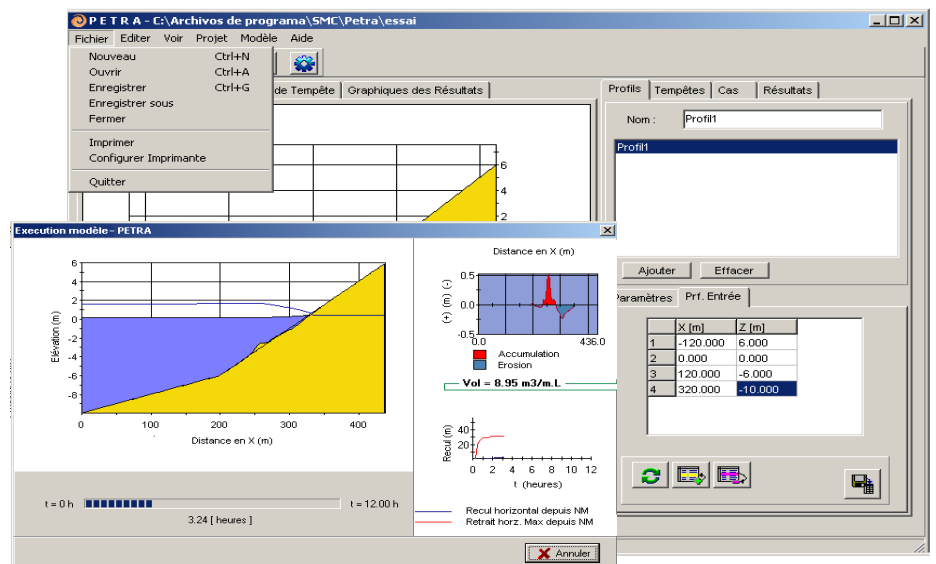 P E T R A - C:\Archivos de programa\SMC\Petra\essai
Fichier Editer Voir Projet Modèle Aide
Nouveau Ctrl+N
Ouvrir Ctrl+A
Enregistrer Ctrl+G
Enregistrer sous
Fermer
Imprimer
Configurer Imprimante
Quitter
de Tempête Graphiques des Résultats
6
4
2
Profils Tempêtes Cas Résultats
Nom : Profil1
Profil1
Ajouter Effacer
Paramètres Prf. Entrée
X [m] Z [m]
1 -120.000 6.000
2 0.000 0.000
3 120.000 -6.000
4 320.000 -10.000
Execution modèle- PETRA
6
4
2
0
-2
-4
-6
-8
Elévation (m)
0 100 200 300 400
Distance en X (m)
t = 0 h t = 12.00 h
3.24 [ heures ]
Distance en X (m)
(+) (m) (-)
0.5
0.0
-0.5
0.0 436.0
Accumulation
Erosion
Vol = 8.95 m3/m.L
Recul (m)
40
20
0 2 4 6 8 10 12
t (heures)
Recul horizontal depuis NM
Retrait horz. Max depuis NM
Annuler